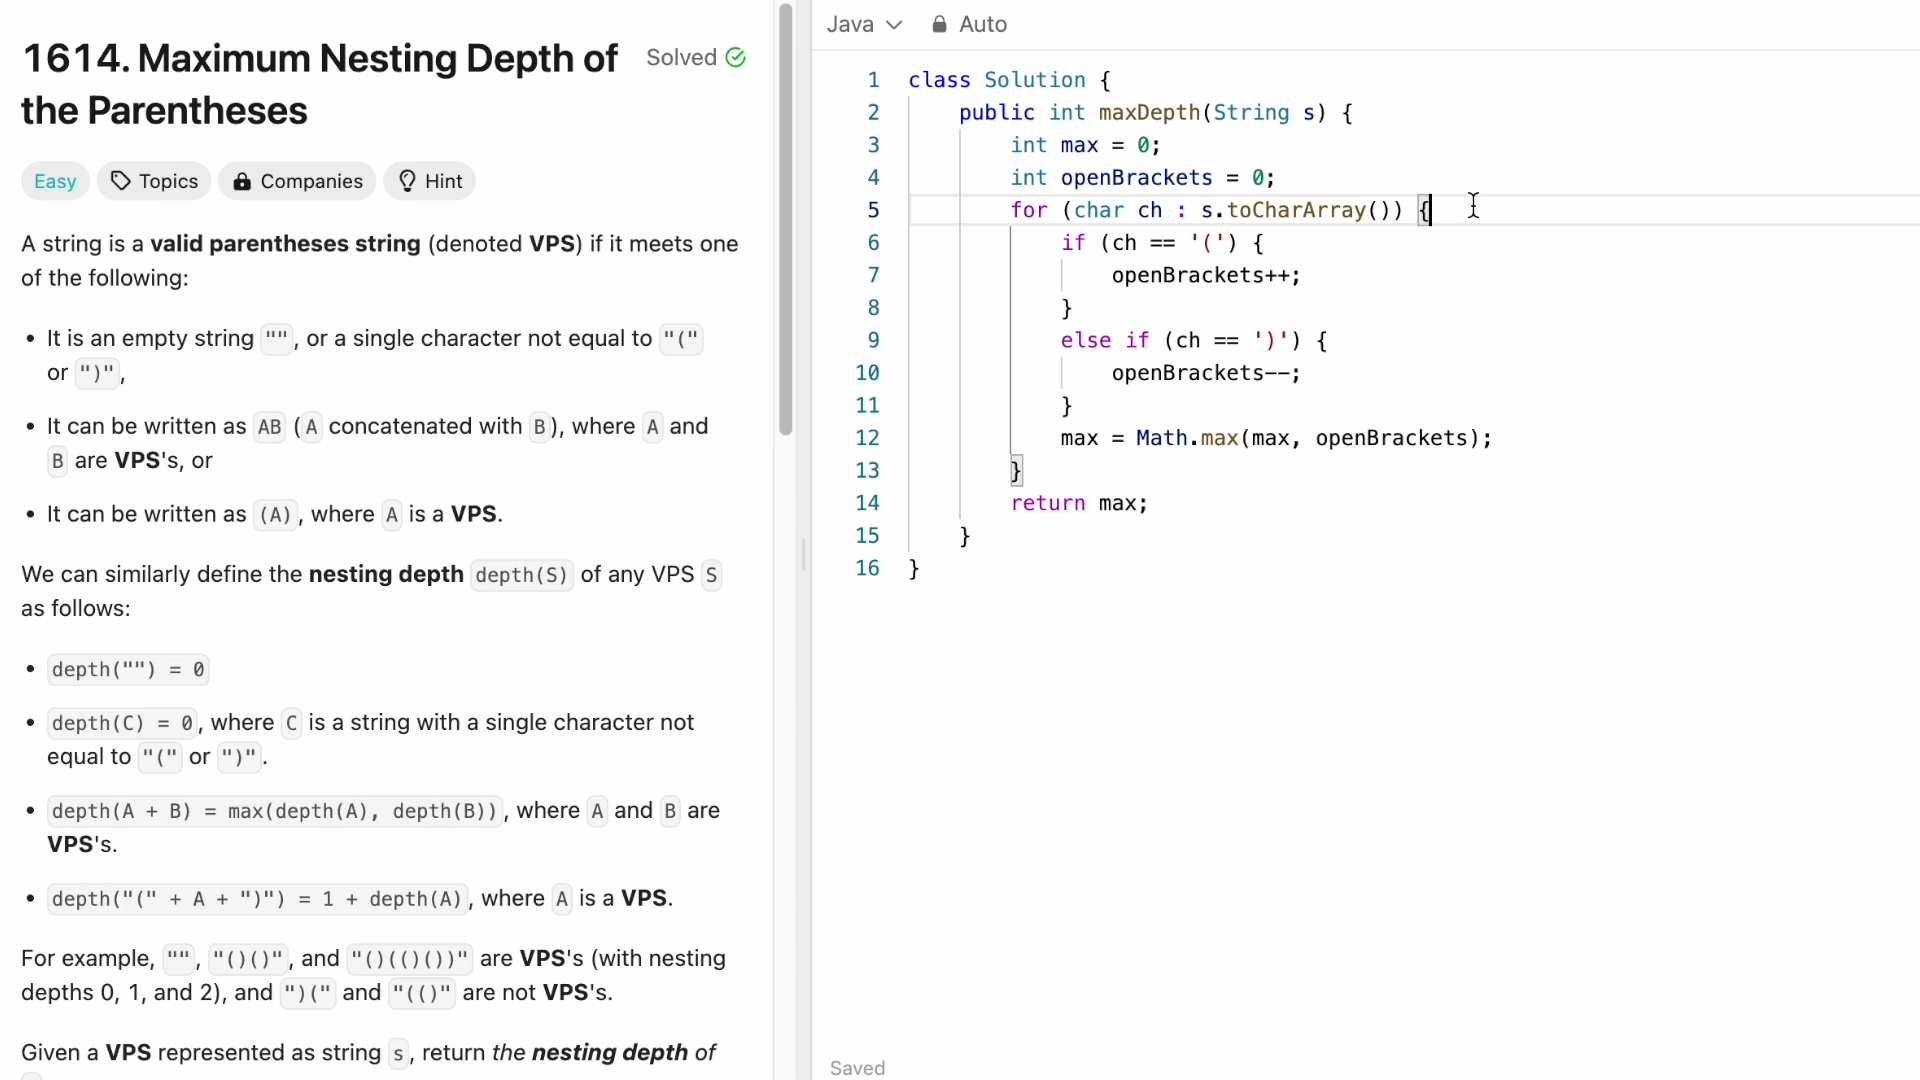 1614. Maximum Nesting Depth of the Parentheses
Solved
Easy
Topics
Companies
Hint
A string is a valid parentheses string (denoted VPS) if it meets one
of the following:
• It is an empty string "", or a single character not equal to "("
or ")",
• It can be written as AB (A concatenated with B), where A and
B are VPS's, or
• It can be written as (A), where A is a VPS.
We can similarly define the nesting depth depth(S) of any VPS S
as follows:
• depth("") = 0
• depth(C) = 0, where C is a string with a single character not
equal to "(" or ")".
• depth(A + B) = max(depth(A), depth(B)), where A and B are
VPS's.
• depth("(" + A + ")") = 1 + depth(A), where A is a VPS.
For example, "", "()()", and "()(()())" are VPS's (with nesting
depths 0, 1, and 2), and ")(" and "(()" are not VPS's.
Given a VPS represented as string s, return the nesting depth of
Java
Auto
1 class Solution {
2     public int maxDepth(String s) {
3         int max = 0;
4         int openBrackets = 0;
5         for (char ch : s.toCharArray()) {
6             if (ch == '(') {
7                 openBrackets++;
8             }
9             else if (ch == ')') {
10                 openBrackets--;
11             }
12             max = Math.max(max, openBrackets);
13         }
14         return max;
15     }
16 }
Saved